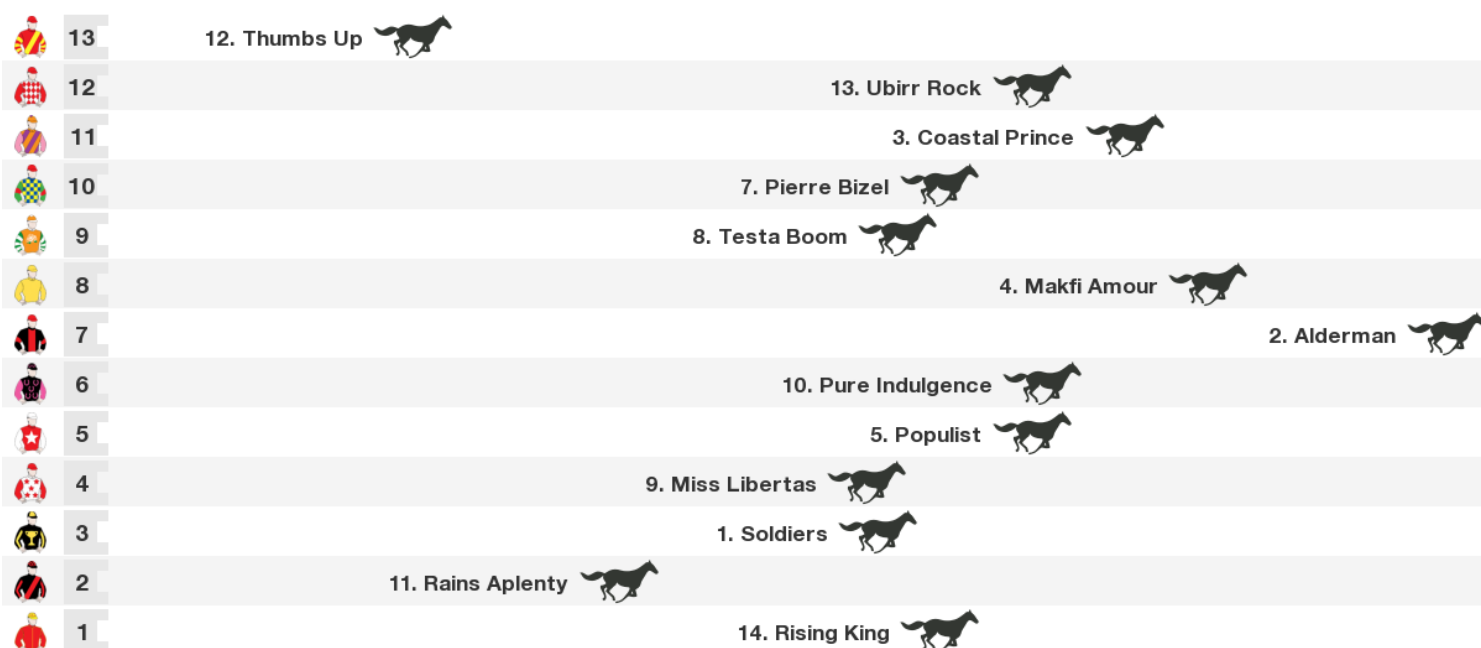 13 12. Thumbs Up
12 13. Ubirr Rock
11 3. Coastal Prince
10 7. Pierre Bizel
9 8. Testa Boom
8 4. Makfi Amour
7 2. Alderman
6 10. Pure Indulgence
5 5. Populist
4 9. Miss Libertas
3 1. Soldiers
2 11. Rains Aplenty
1 14. Rising King